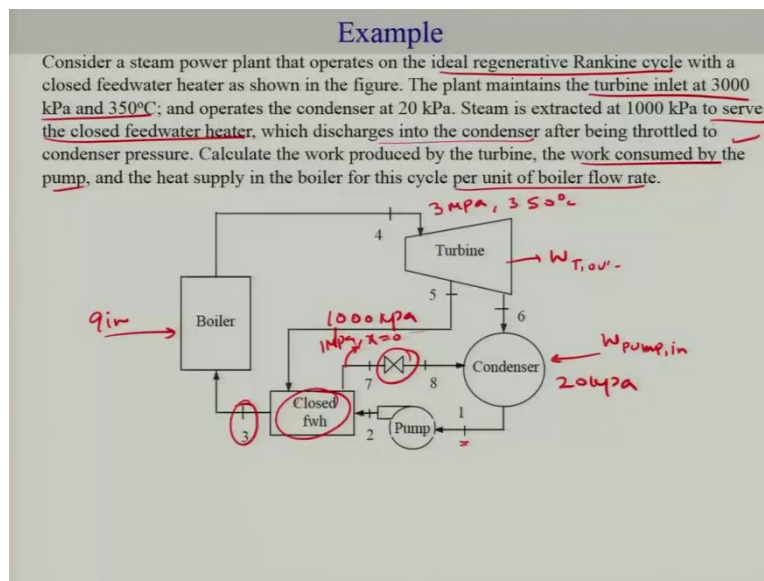 Example
Consider a steam power plant that operates on the ideal regenerative Rankine cycle with a
closed feedwater heater as shown in the figure. The plant maintains the turbine inlet at 3000
kPa and 350°C; and operates the condenser at 20 kPa. Steam is extracted at 1000 kPa to serve
the closed feedwater heater, which discharges into the condenser after being throttled to
condenser pressure. Calculate the work produced by the turbine, the work consumed by the
pump, and the heat supply in the boiler for this cycle per unit of boiler flow rate.
3 MPa, 350°C
4
Turbine
W T,out
5
6
qin
Boiler
1000 kPa
1MPa, x=0
W Pump,in
7
8
Condenser
20 kPa
Closed
fwh
3
2
Pump
1